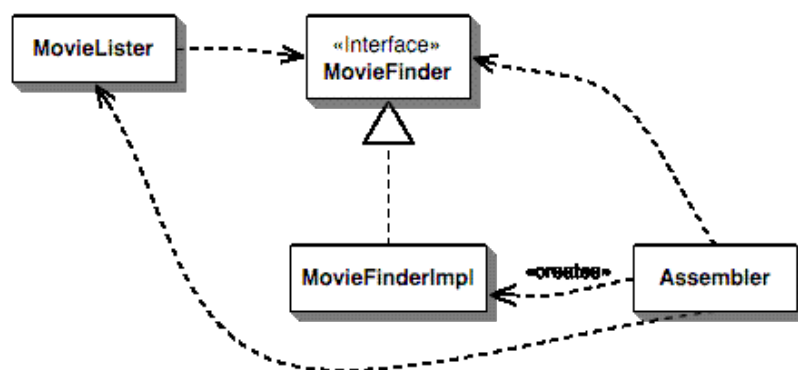 MovieLister
«Interface»
MovieFinder
MovieFinderImpl
«creates»
Assembler